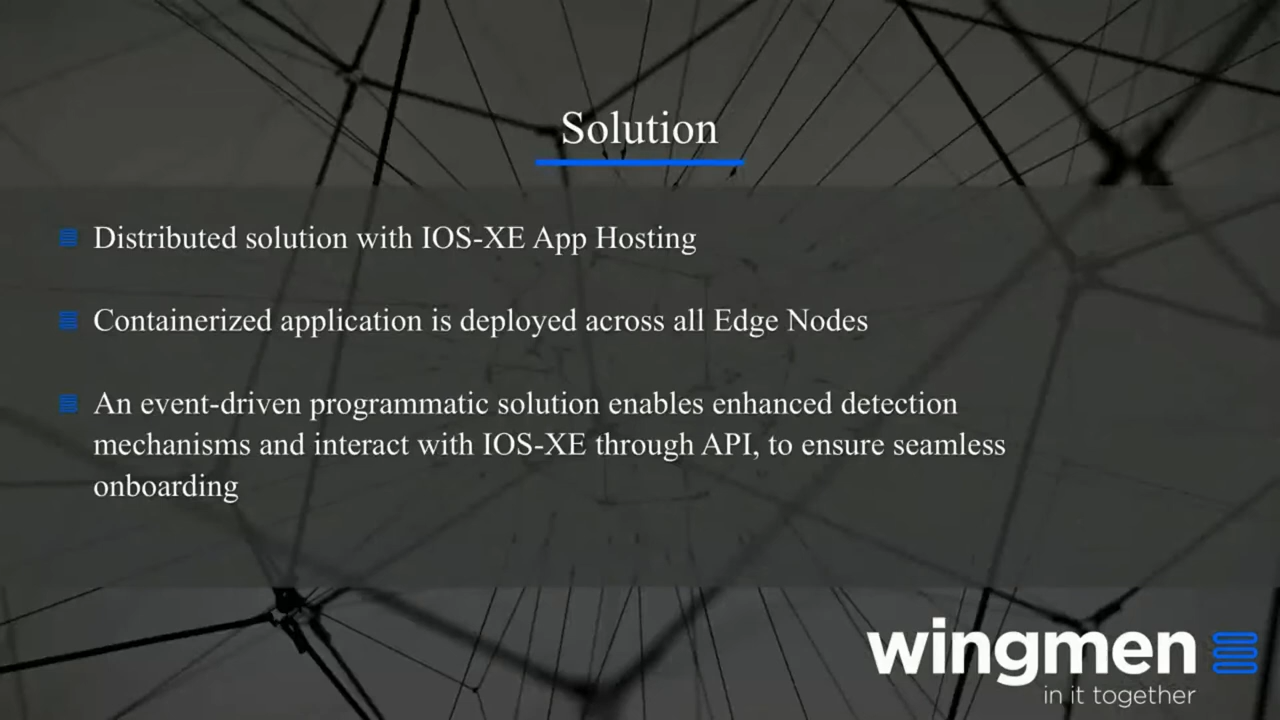 Solution
Distributed solution with IOS-XE App Hosting
Containerized application is deployed across all Edge Nodes
An event-driven programmatic solution enables enhanced detection
mechanisms and interact with IOS-XE through API, to ensure seamless
onboarding
wingmen
in it together